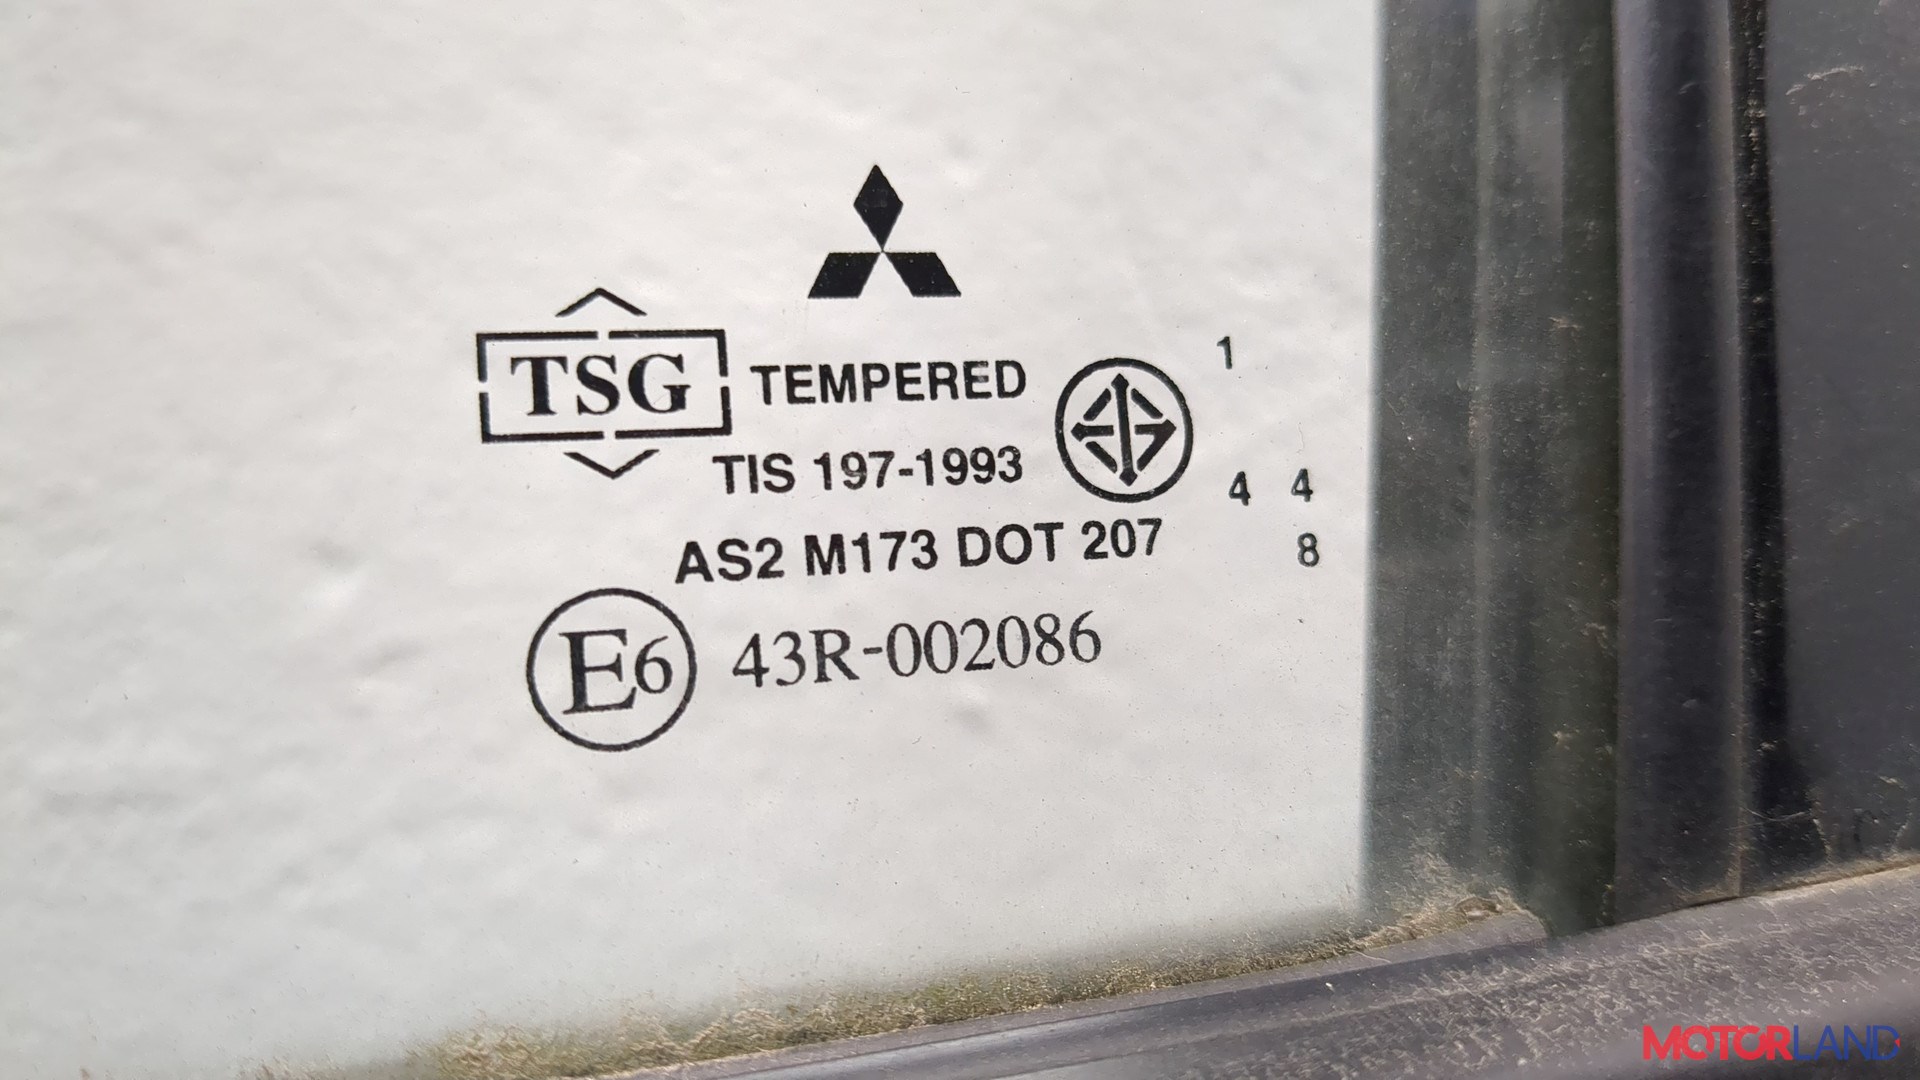 TSG TEMPERED
1
TIS 197-1993
4 4
AS2 M173 DOT 207
8
E6 43R-002086
MOTORLAND